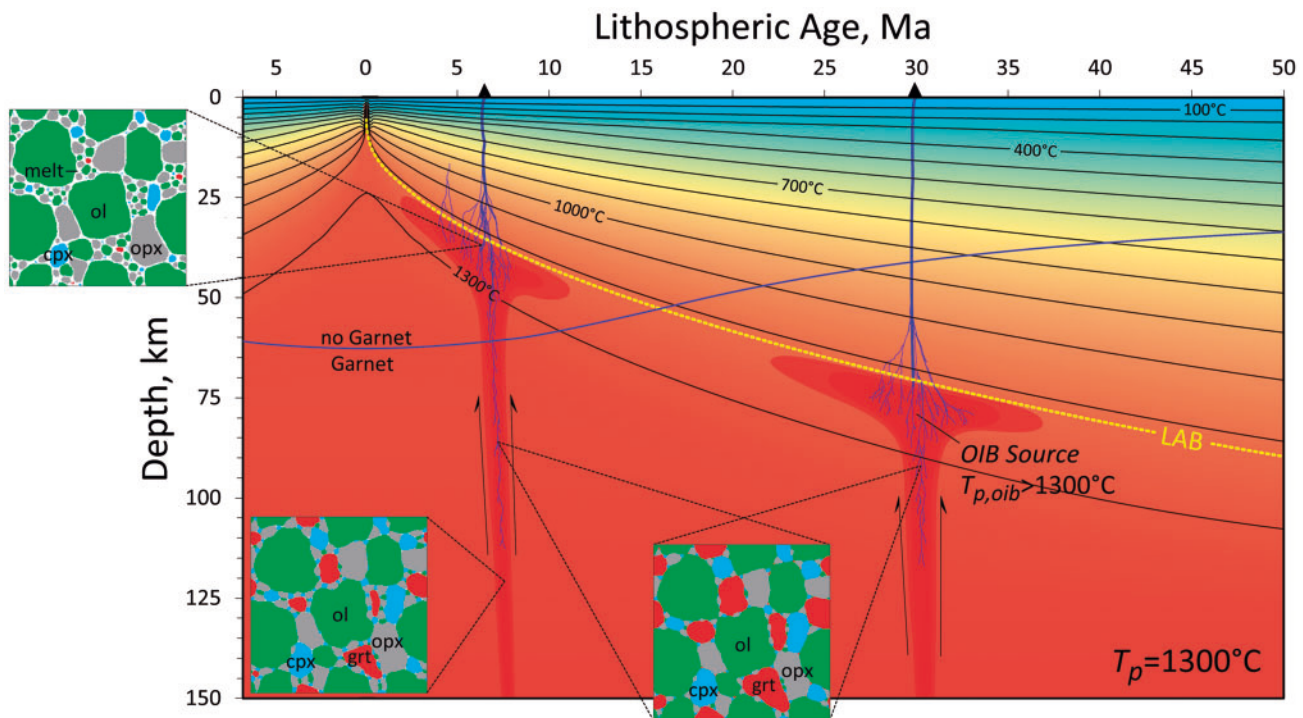 Lithospheric Age, Ma
5 0 5 10 15 20 25 30 35 40 45 50
0
25
50
75
100
125
150
Depth, km
100°C
400°C
700°C
1000°C
1300°C
melt
ol
cpx
opx
no Garnet
Garnet
LAB
OIB Source
Tp,oib>1300°C
ol
opx
cpx
grt
ol
opx
cpx
grt
Tp=1300°C